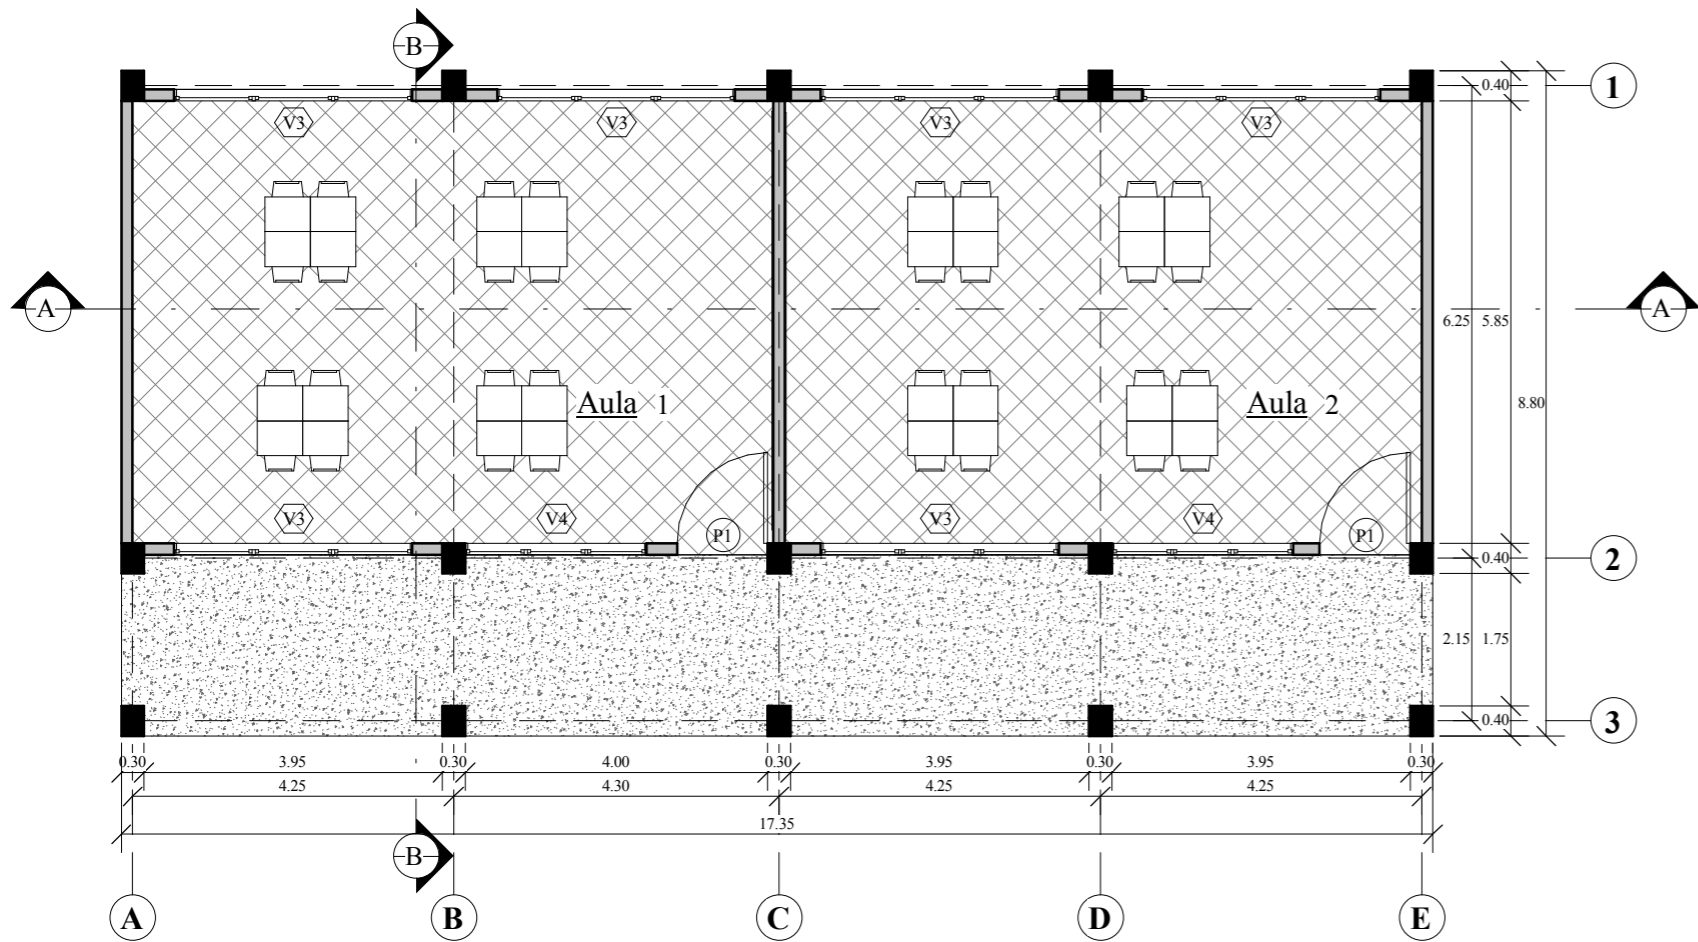 B
0.40
1
V3 V3 V3 V3
A A
6.25 5.85
8.80
Aula 1 Aula 2
V3 V4 P1 V3 V4 P1
0.40
2
2.15 1.75
0.40
3
0.30 3.95 0.30 4.00 0.30 3.95 0.30 3.95 0.30
4.25 4.30 4.25 4.25
17.35
B
A B C D E